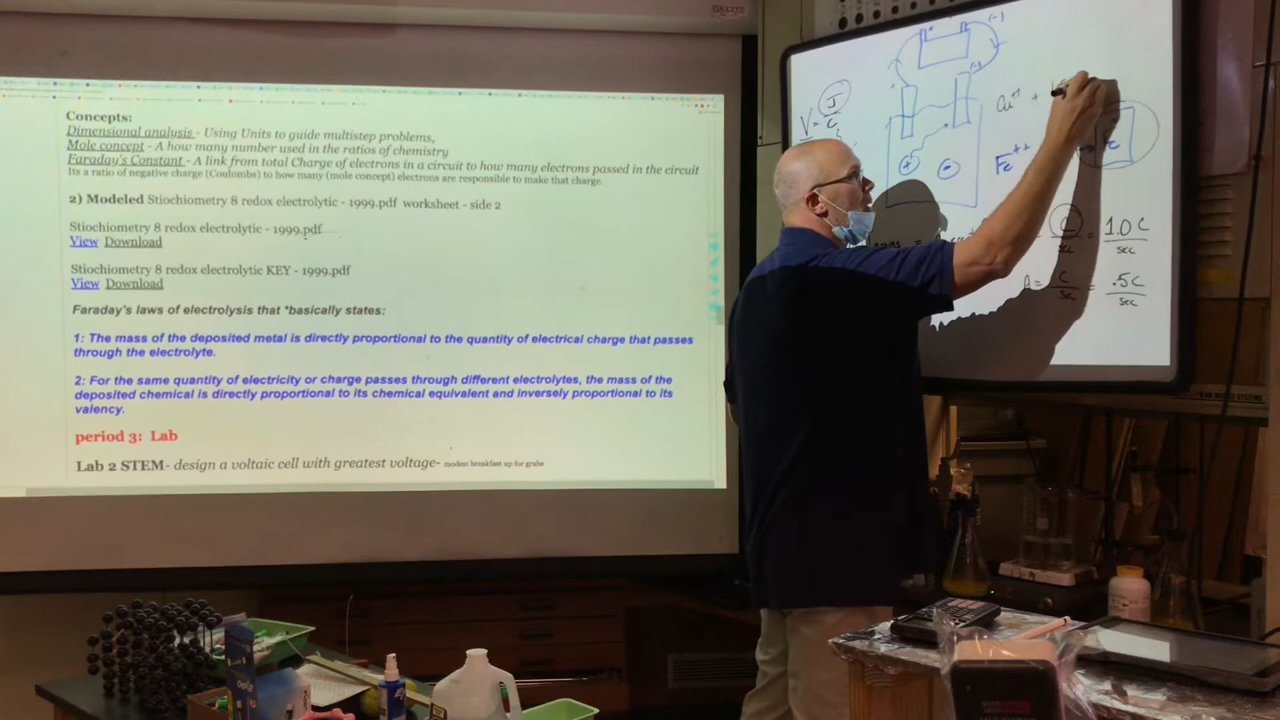 Concepts:
Dimensional analysis - Using Units to guide multistep problems,
Mole concept - A how many number used in the ratios of chemistry
Faraday's Constant - A link from total Charge of electrons in a circuit to how many electrons passed in the circuit
Its a ratio of negative charge (Coulombs) to how many (mole concept) electrons are responsible to make that charge.
2) Modeled Stiochiometry 8 redox electrolytic - 1999.pdf worksheet - side 2
Stiochiometry 8 redox electrolytic - 1999.pdf
View Download
Stiochiometry 8 redox electrolytic KEY - 1999.pdf
View Download
Faraday's laws of electrolysis that *basically states:
1: The mass of the deposited metal is directly proportional to the quantity of electrical charge that passes
through the electrolyte.
2: For the same quantity of electricity or charge passes through different electrolytes, the mass of the
deposited chemical is directly proportional to its chemical equivalent and inversely proportional to its
valency.
period 3: Lab
Lab 2 STEM- design a voltaic cell with greatest voltage- modest breakfast up for grabs
(-)
(-)
V = J
C
+
Fe++
+
-
= C = 1.0 C
sec
A = C = .5C
sec sec